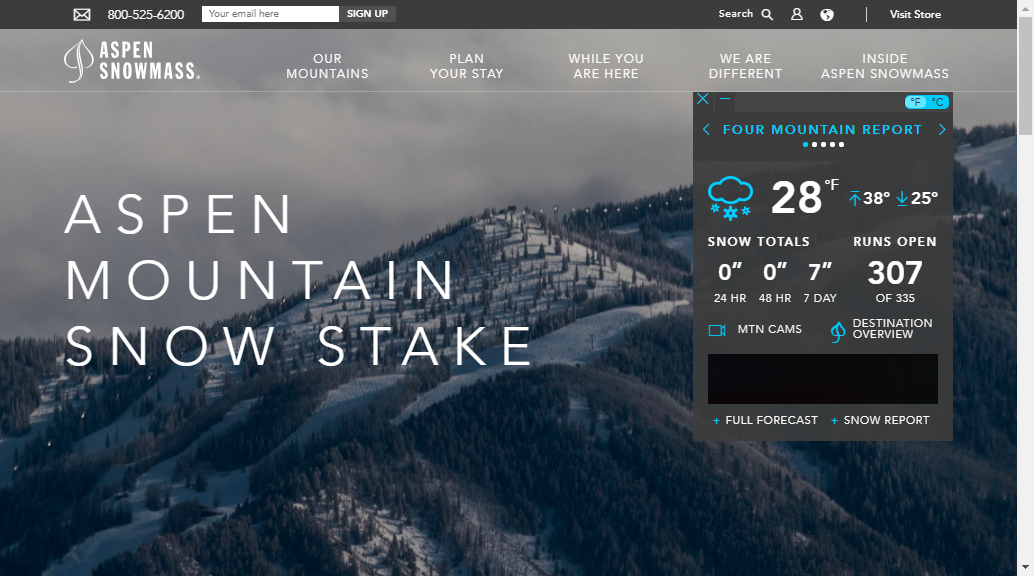 800-525-6200
Your email here
SIGN UP
Search
Visit Store
ASPEN
SNOWMASS®
OUR
MOUNTAINS
PLAN
YOUR STAY
WHILE YOU
ARE HERE
WE ARE
DIFFERENT
INSIDE
ASPEN SNOWMASS
ASPEN
MOUNTAIN
SNOW STAKE
°F °C
FOUR MOUNTAIN REPORT
28°F 38° 25°
SNOW TOTALS
0” 0” 7”
24 HR 48 HR 7 DAY
RUNS OPEN
307
OF 335
MTN CAMS
DESTINATION
OVERVIEW
+ FULL FORECAST + SNOW REPORT